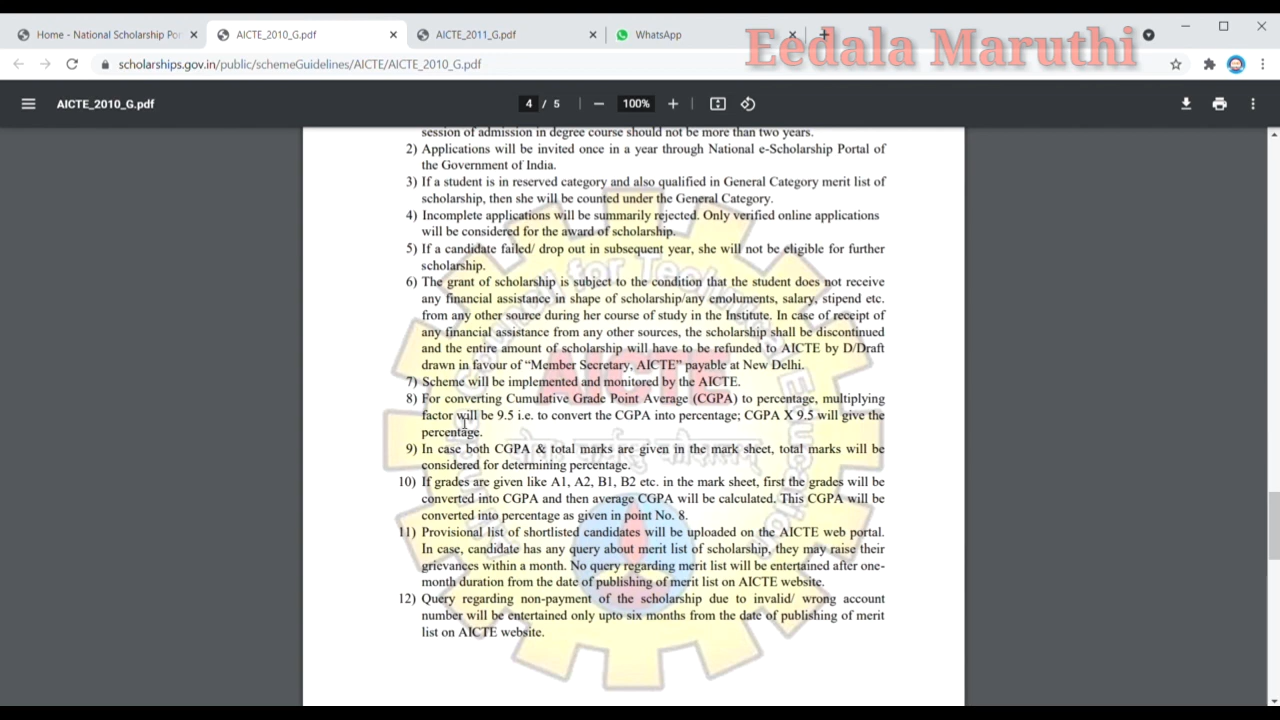 Home - National Scholarship Por
AICTE_2010_G.pdf
AICTE_2011_G.pdf
WhatsApp
Eedala Maruthi
scholarships.gov.in/public/schemeGuidelines/AICTE/AICTE_2010_G.pdf
AICTE_2010_G.pdf
4 / 5
100%
session of admission in degree course should not be more than two years.
2) Applications will be invited once in a year through National e-Scholarship Portal of
the Government of India.
3) If a student is in reserved category and also qualified in General Category merit list of
scholarship, then she will be counted under the General Category.
4) Incomplete applications will be summarily rejected. Only verified online applications
will be considered for the award of scholarship.
5) If a candidate failed/ drop out in subsequent year, she will not be eligible for further
scholarship.
6) The grant of scholarship is subject to the condition that the student does not receive
any financial assistance in shape of scholarship/any emoluments, salary, stipend etc.
from any other source during her course of study in the Institute. In case of receipt of
any financial assistance from any other sources, the scholarship shall be discontinued
and the entire amount of scholarship will have to be refunded to AICTE by D/Draft
drawn in favour of “Member Secretary, AICTE” payable at New Delhi.
7) Scheme will be implemented and monitored by the AICTE.
8) For converting Cumulative Grade Point Average (CGPA) to percentage, multiplying
factor will be 9.5 i.e. to convert the CGPA into percentage; CGPA X 9.5 will give the
percentage.
9) In case both CGPA & total marks are given in the mark sheet, total marks will be
considered for determining percentage.
10) If grades are given like A1, A2, B1, B2 etc. in the mark sheet, first the grades will be
converted into CGPA and then average CGPA will be calculated. This CGPA will be
converted into percentage as given in point No. 8.
11) Provisional list of shortlisted candidates will be uploaded on the AICTE web portal.
In case, candidate has any query about merit list of scholarship, they may raise their
grievances within a month. No query regarding merit list will be entertained after one-
month duration from the date of publishing of merit list on AICTE website.
12) Query regarding non-payment of the scholarship due to invalid/ wrong account
number will be entertained only upto six months from the date of publishing of merit
list on AICTE website.
AICTE